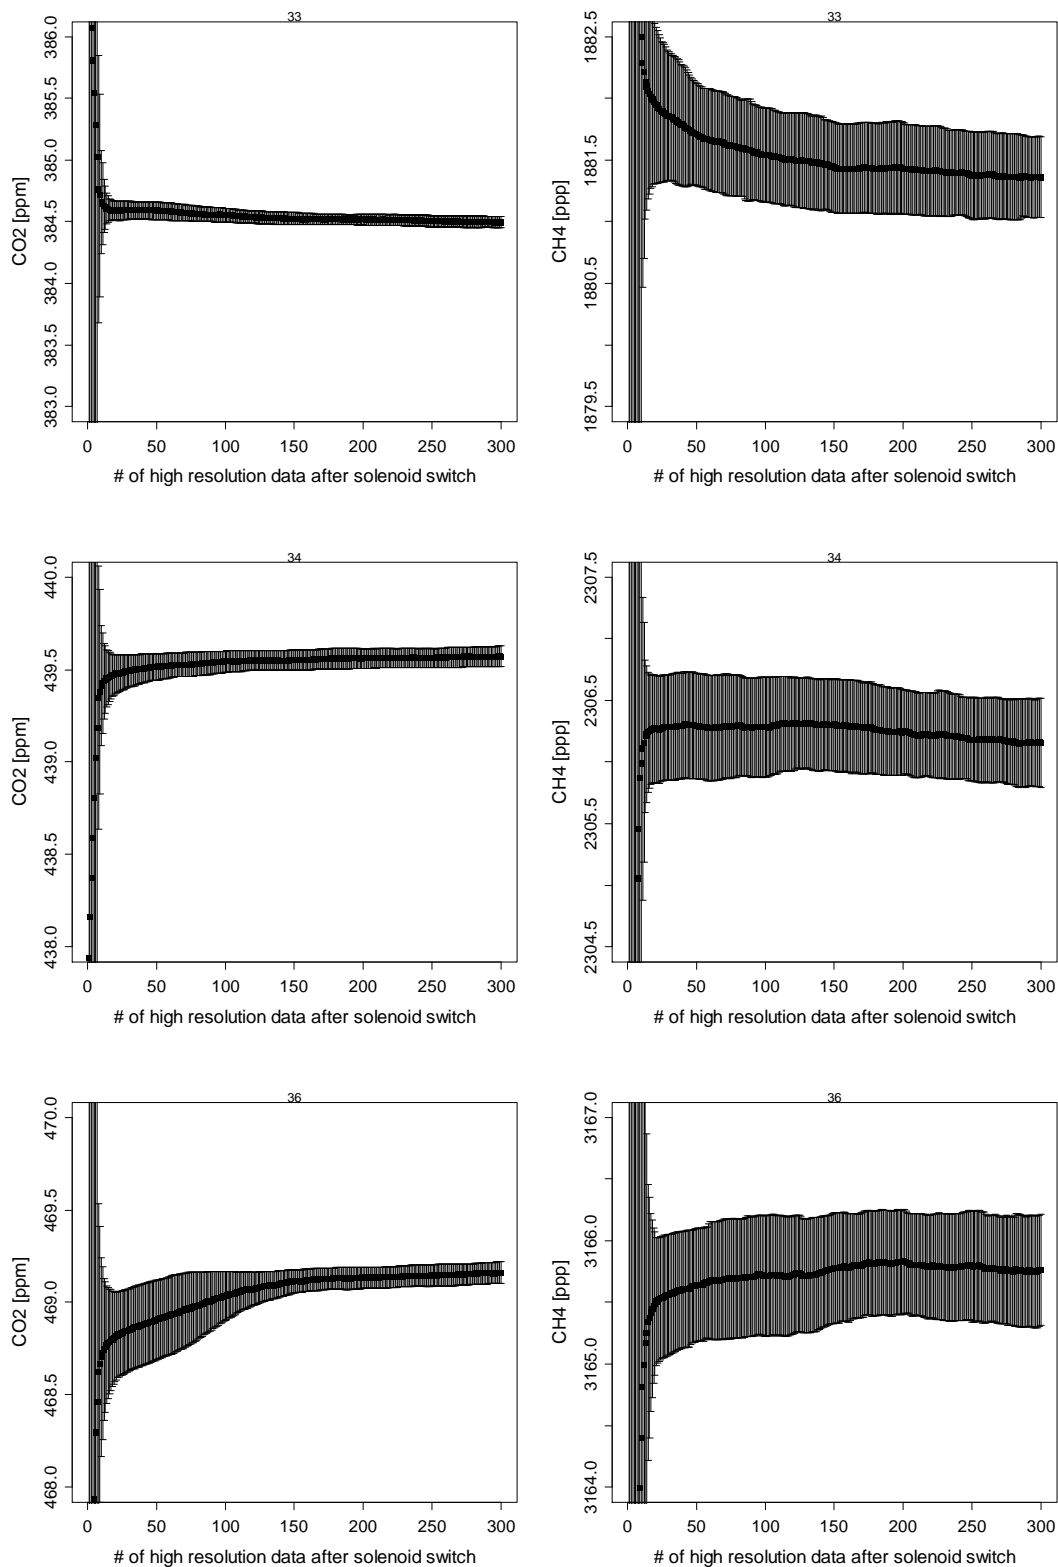 33
CO2 [ppm]
386.0
385.5
385.0
384.5
384.0
383.5
383.0
0 50 100 150 200 250 300
# of high resolution data after solenoid switch
33
CH4 [ppp]
1882.5
1881.5
1880.5
1879.5
0 50 100 150 200 250 300
# of high resolution data after solenoid switch
34
CO2 [ppm]
440.0
439.5
439.0
438.5
438.0
0 50 100 150 200 250 300
# of high resolution data after solenoid switch
34
CH4 [ppp]
2307.5
2306.5
2305.5
2304.5
0 50 100 150 200 250 300
# of high resolution data after solenoid switch
36
CO2 [ppm]
470.0
469.5
469.0
468.5
468.0
0 50 100 150 200 250 300
# of high resolution data after solenoid switch
36
CH4 [ppp]
3167.0
3166.0
3165.0
3164.0
0 50 100 150 200 250 300
# of high resolution data after solenoid switch